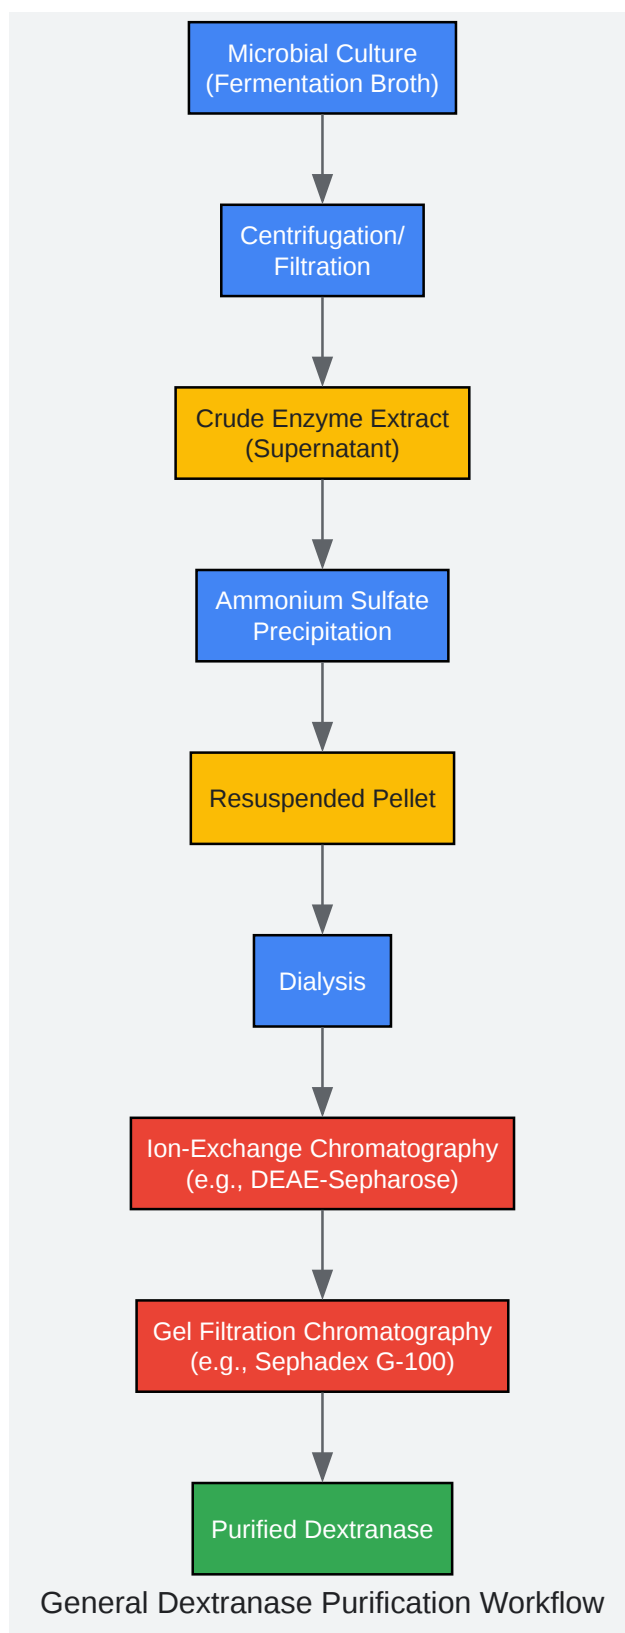 Microbial Culture
(Fermentation Broth)
Centrifugation/
Filtration
Crude Enzyme Extract
(Supernatant)
Ammonium Sulfate
Precipitation
Resuspended Pellet
Dialysis
Ion-Exchange Chromatography
(e.g., DEAE-Sepharose)
Gel Filtration Chromatography
(e.g., Sephadex G-100)
Purified Dextranase
General Dextranase Purification Workflow